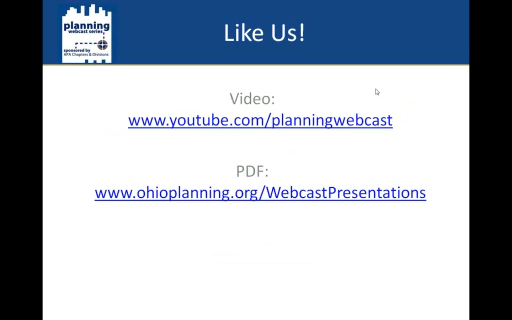 planning
webcast series
sponsored by
APA Chapters & Divisions
Like Us!
Video:
www.youtube.com/planningwebcast
PDF:
www.ohioplanning.org/WebcastPresentations